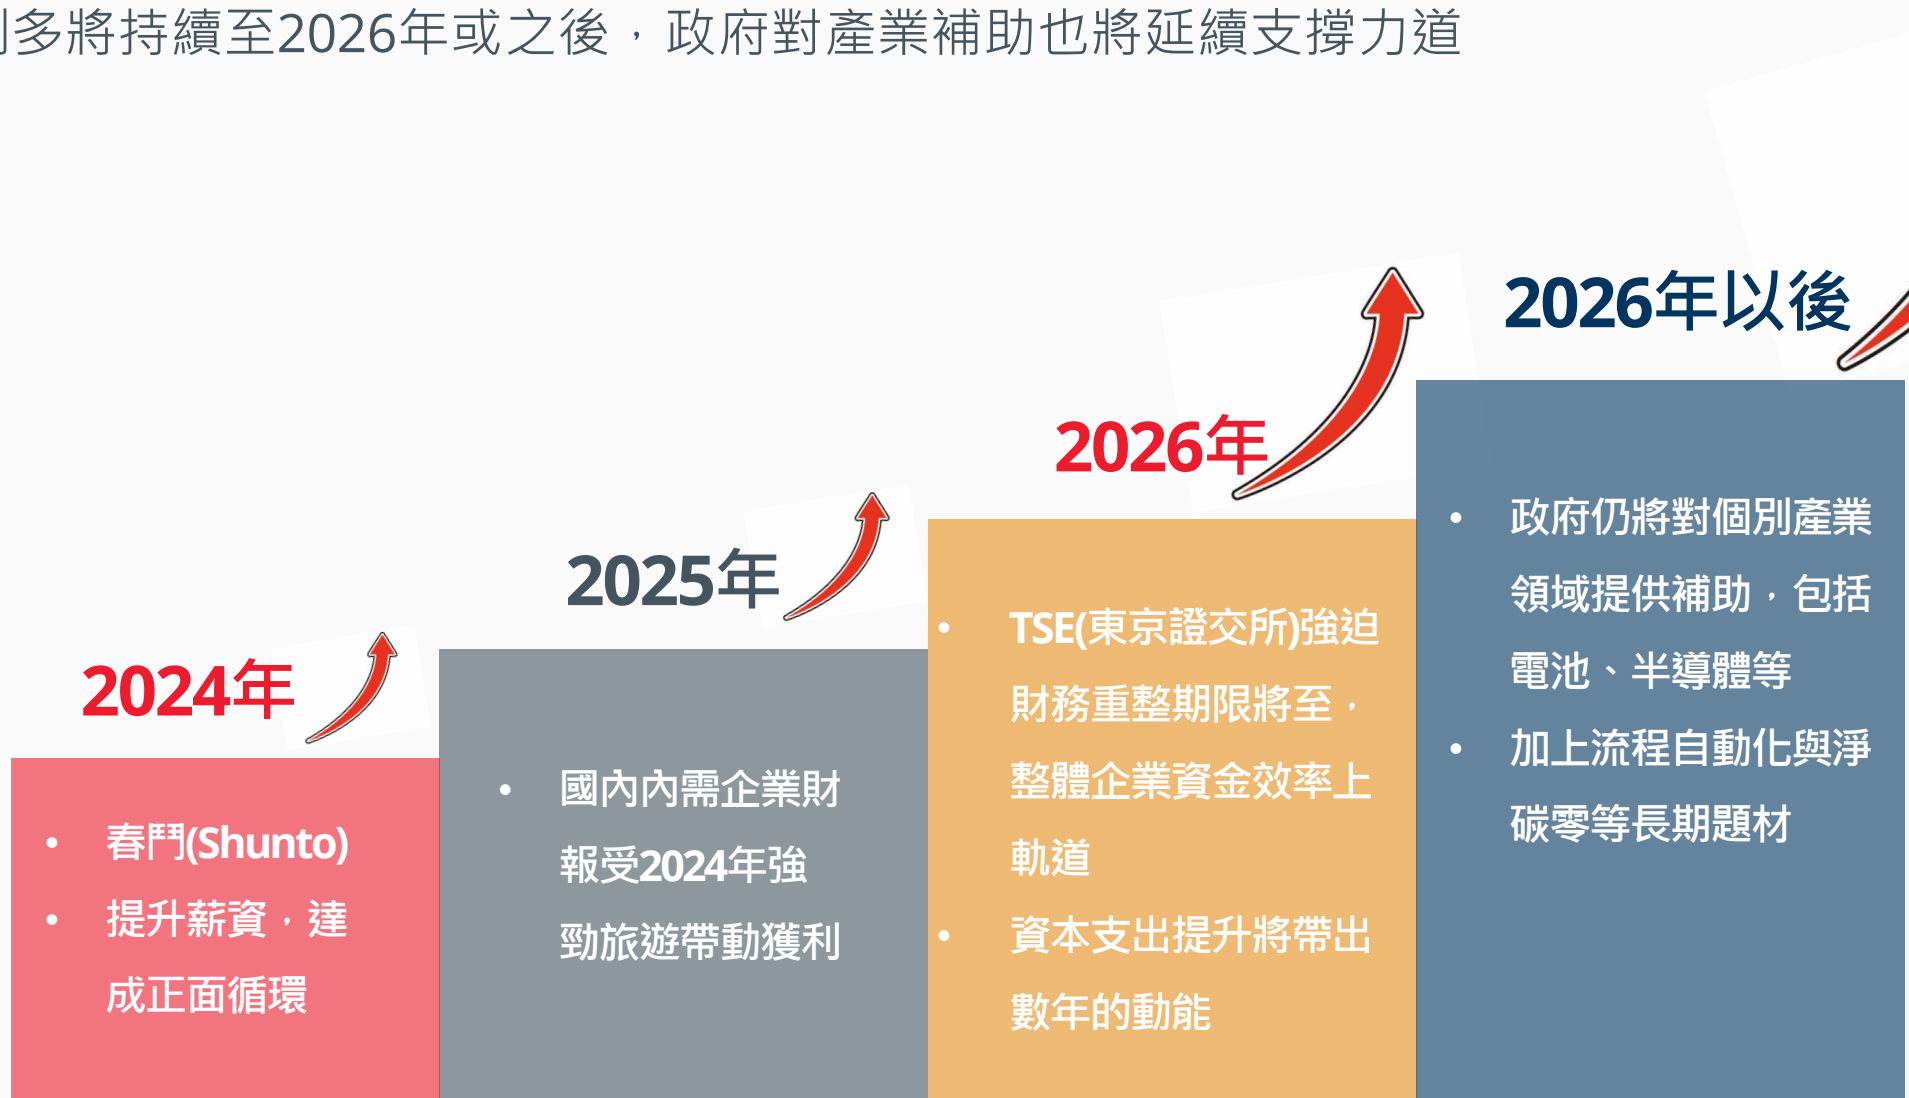 多將持續至2026年或之後，政府對產業補助也將延續支撐力道
2024年
• 春鬥(Shunto)
• 提升薪資，達
成正面循環
2025年
• 國內內需企業財
報受2024年強
勁旅遊帶動獲利
2026年
• TSE(東京證交所)強迫
財務重整期限將至，
整體企業資金效率上
軌道
• 資本支出提升將帶出
數年的動能
2026年以後
• 政府仍將對個別產業
領域提供補助，包括
電池、半導體等
• 加上流程自動化與淨
碳零等長期題材